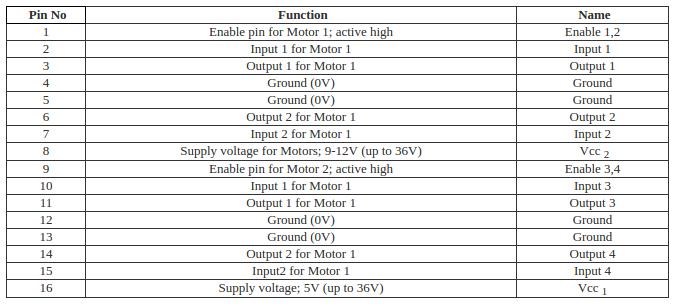 Pin No Function Name
1 Enable pin for Motor 1; active high Enable 1,2
2 Input 1 for Motor 1 Input 1
3 Output 1 for Motor 1 Output 1
4 Ground (0V) Ground
5 Ground (0V) Ground
6 Output 2 for Motor 1 Output 2
7 Input 2 for Motor 1 Input 2
8 Supply voltage for Motors; 9-12V (up to 36V) Vcc 2
9 Enable pin for Motor 2; active high Enable 3,4
10 Input 1 for Motor 1 Input 3
11 Output 1 for Motor 1 Output 3
12 Ground (0V) Ground
13 Ground (0V) Ground
14 Output 2 for Motor 1 Output 4
15 Input2 for Motor 1 Input 4
16 Supply voltage; 5V (up to 36V) Vcc 1